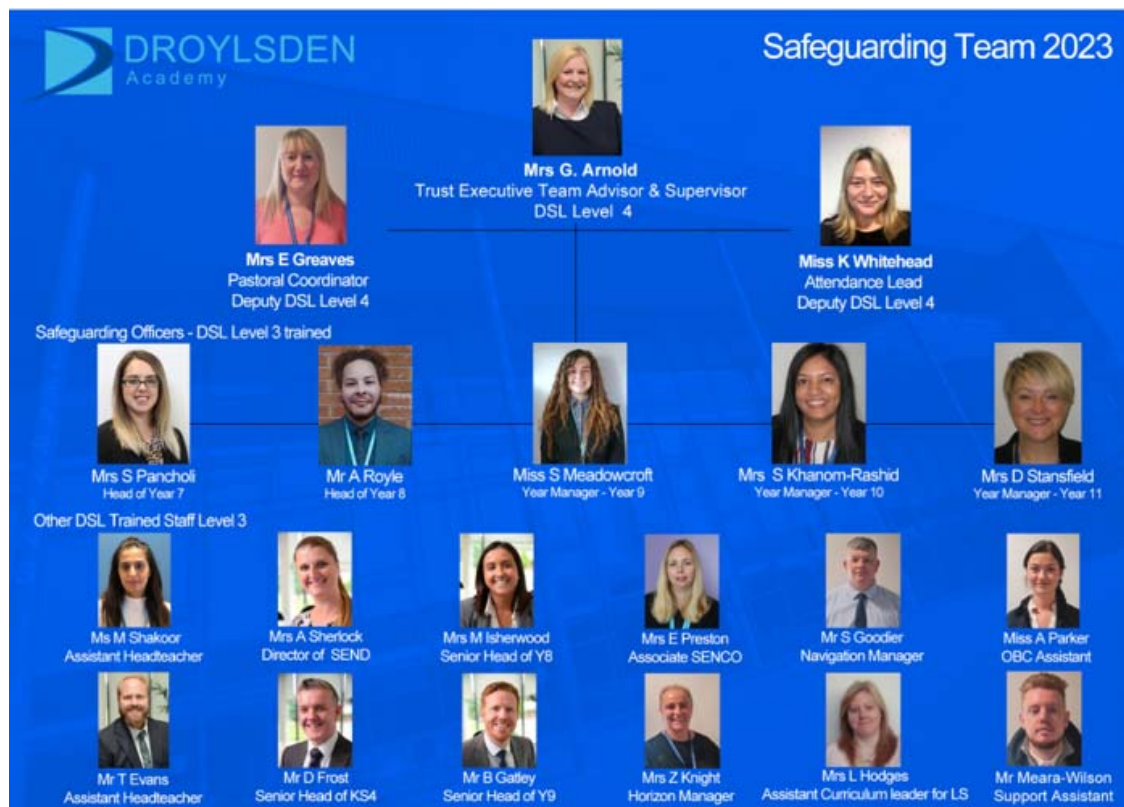 DROYLSDEN
Academy
Safeguarding Team 2023
Mrs G. Arnold
Trust Executive Team Advisor & Supervisor
DSL Level 4
Mrs E Greaves
Pastoral Coordinator
Deputy DSL Level 4
Miss K Whitehead
Attendance Lead
Deputy DSL Level 4
Safeguarding Officers - DSL Level 3 trained
Mrs S Pancholi
Head of Year 7
Mr A Royle
Head of Year 8
Miss S Meadowcroft
Year Manager - Year 9
Mrs S Khanom-Rashid
Year Manager - Year 10
Mrs D Stansfield
Year Manager - Year 11
Other DSL Trained Staff Level 3
Ms M Shakoor
Assistant Headteacher
Mrs A Sherlock
Director of SEND
Mrs M Isherwood
Senior Head of Y8
Mrs E Preston
Associate SENCO
Mr S Goodier
Navigation Manager
Miss A Parker
OBC Assistant
Mr T Evans
Assistant Headteacher
Mr D Frost
Senior Head of KS4
Mr B Gatley
Senior Head of Y9
Mrs Z Knight
Horizon Manager
Mrs L Hodges
Assistant Curriculum leader for LS
Mr Meara-Wilson
Support Assistant